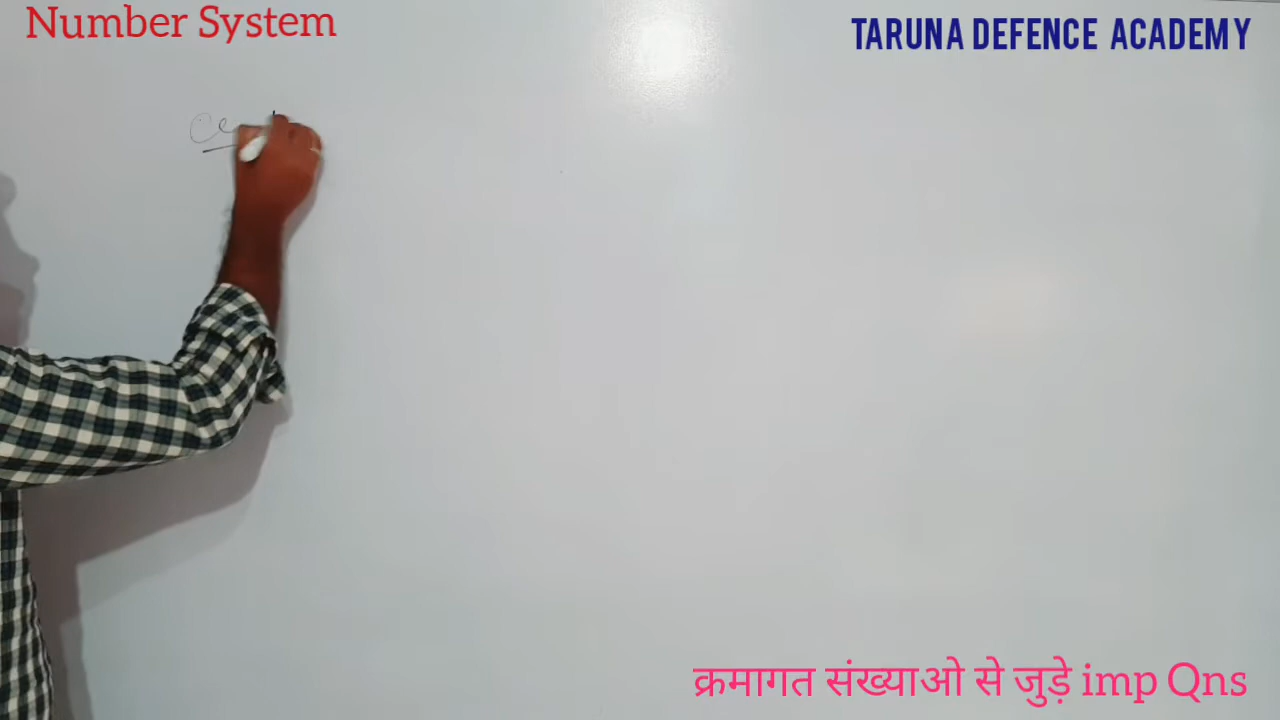 Number System
TARUNA DEFENCE ACADEMY
क्रमागत संख्याओ से जुड़े imp Qns